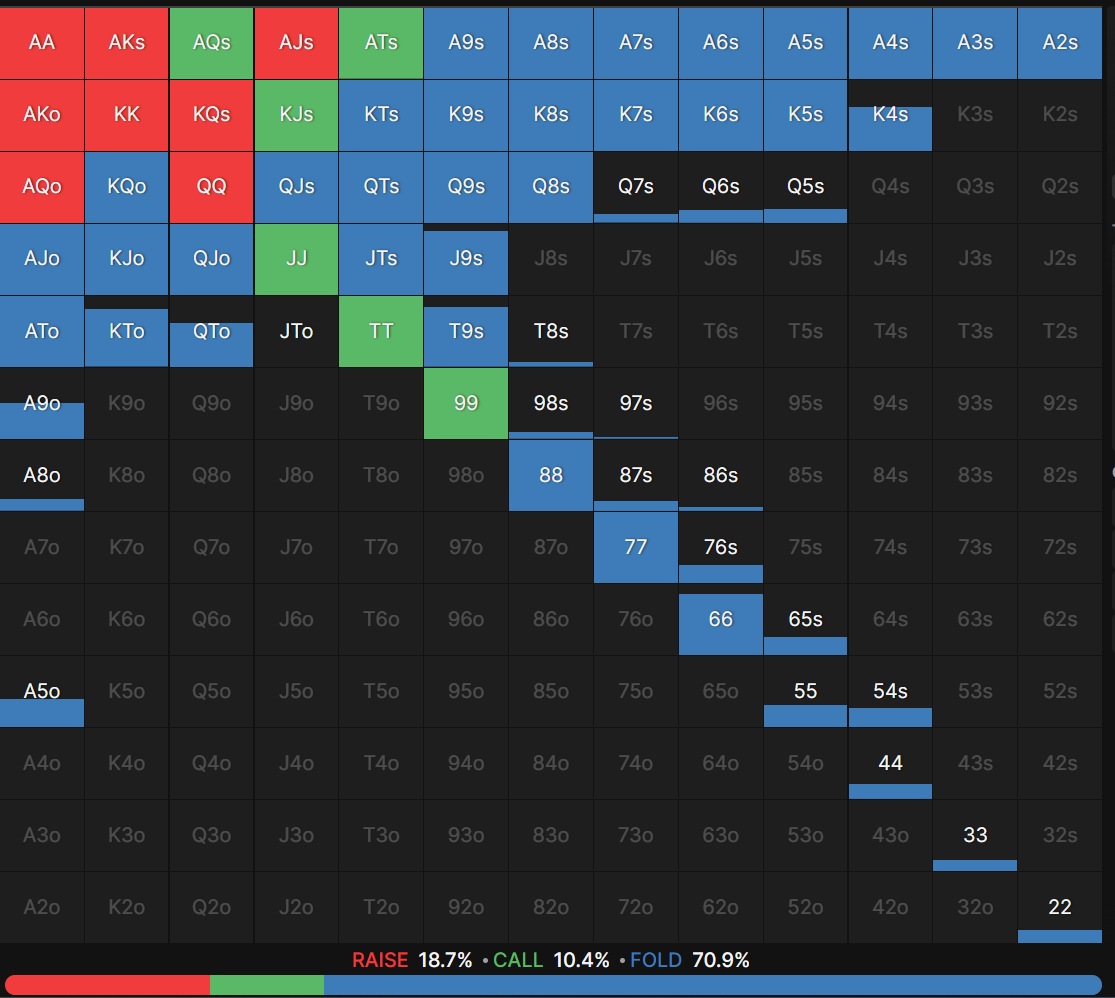 AA AKs AQs AJs ATs A9s A8s A7s A6s A5s A4s A3s A2s
AKo KK KQs KJs KTs K9s K8s K7s K6s K5s K4s K3s K2s
AQo KQo QQ QJs QTs Q9s Q8s Q7s Q6s Q5s Q4s Q3s Q2s
AJo KJo QJo JJ JTs J9s J8s J7s J6s J5s J4s J3s J2s
ATo KTo QTo JTo TT T9s T8s T7s T6s T5s T4s T3s T2s
A9o K9o Q9o J9o T9o 99 98s 97s 96s 95s 94s 93s 92s
A8o K8o Q8o J8o T8o 98o 88 87s 86s 85s 84s 83s 82s
A7o K7o Q7o J7o T7o 97o 87o 77 76s 75s 74s 73s 72s
A6o K6o Q6o J6o T6o 96o 86o 76o 66 65s 64s 63s 62s
A5o K5o Q5o J5o T5o 95o 85o 75o 65o 55 54s 53s 52s
A4o K4o Q4o J4o T4o 94o 84o 74o 64o 54o 44 43s 42s
A3o K3o Q3o J3o T3o 93o 83o 73o 63o 53o 43o 33 32s
A2o K2o Q2o J2o T2o 92o 82o 72o 62o 52o 42o 32o 22
RAISE 18.7% • CALL 10.4% • FOLD 70.9%